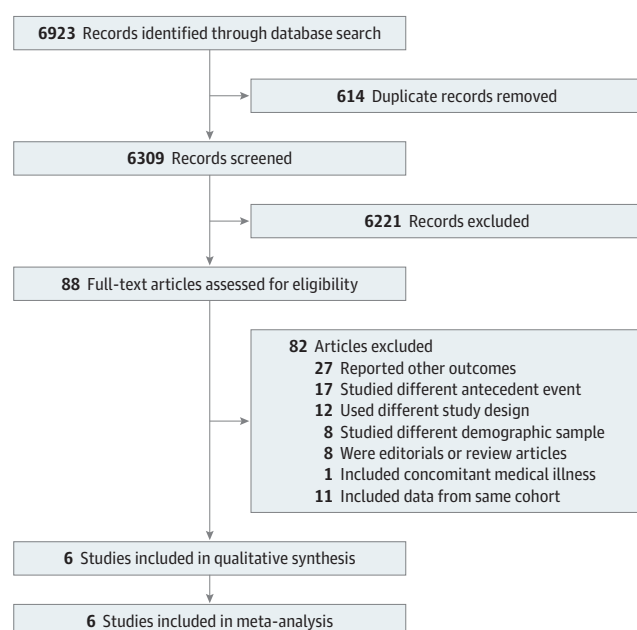 6923 Records identified through database search
614 Duplicate records removed
6309 Records screened
6221 Records excluded
88 Full-text articles assessed for eligibility
82 Articles excluded
27 Reported other outcomes
17 Studied different antecedent event
12 Used different study design
8 Studied different demographic sample
8 Were editorials or review articles
1 Included concomitant medical illness
11 Included data from same cohort
6 Studies included in qualitative synthesis
6 Studies included in meta-analysis